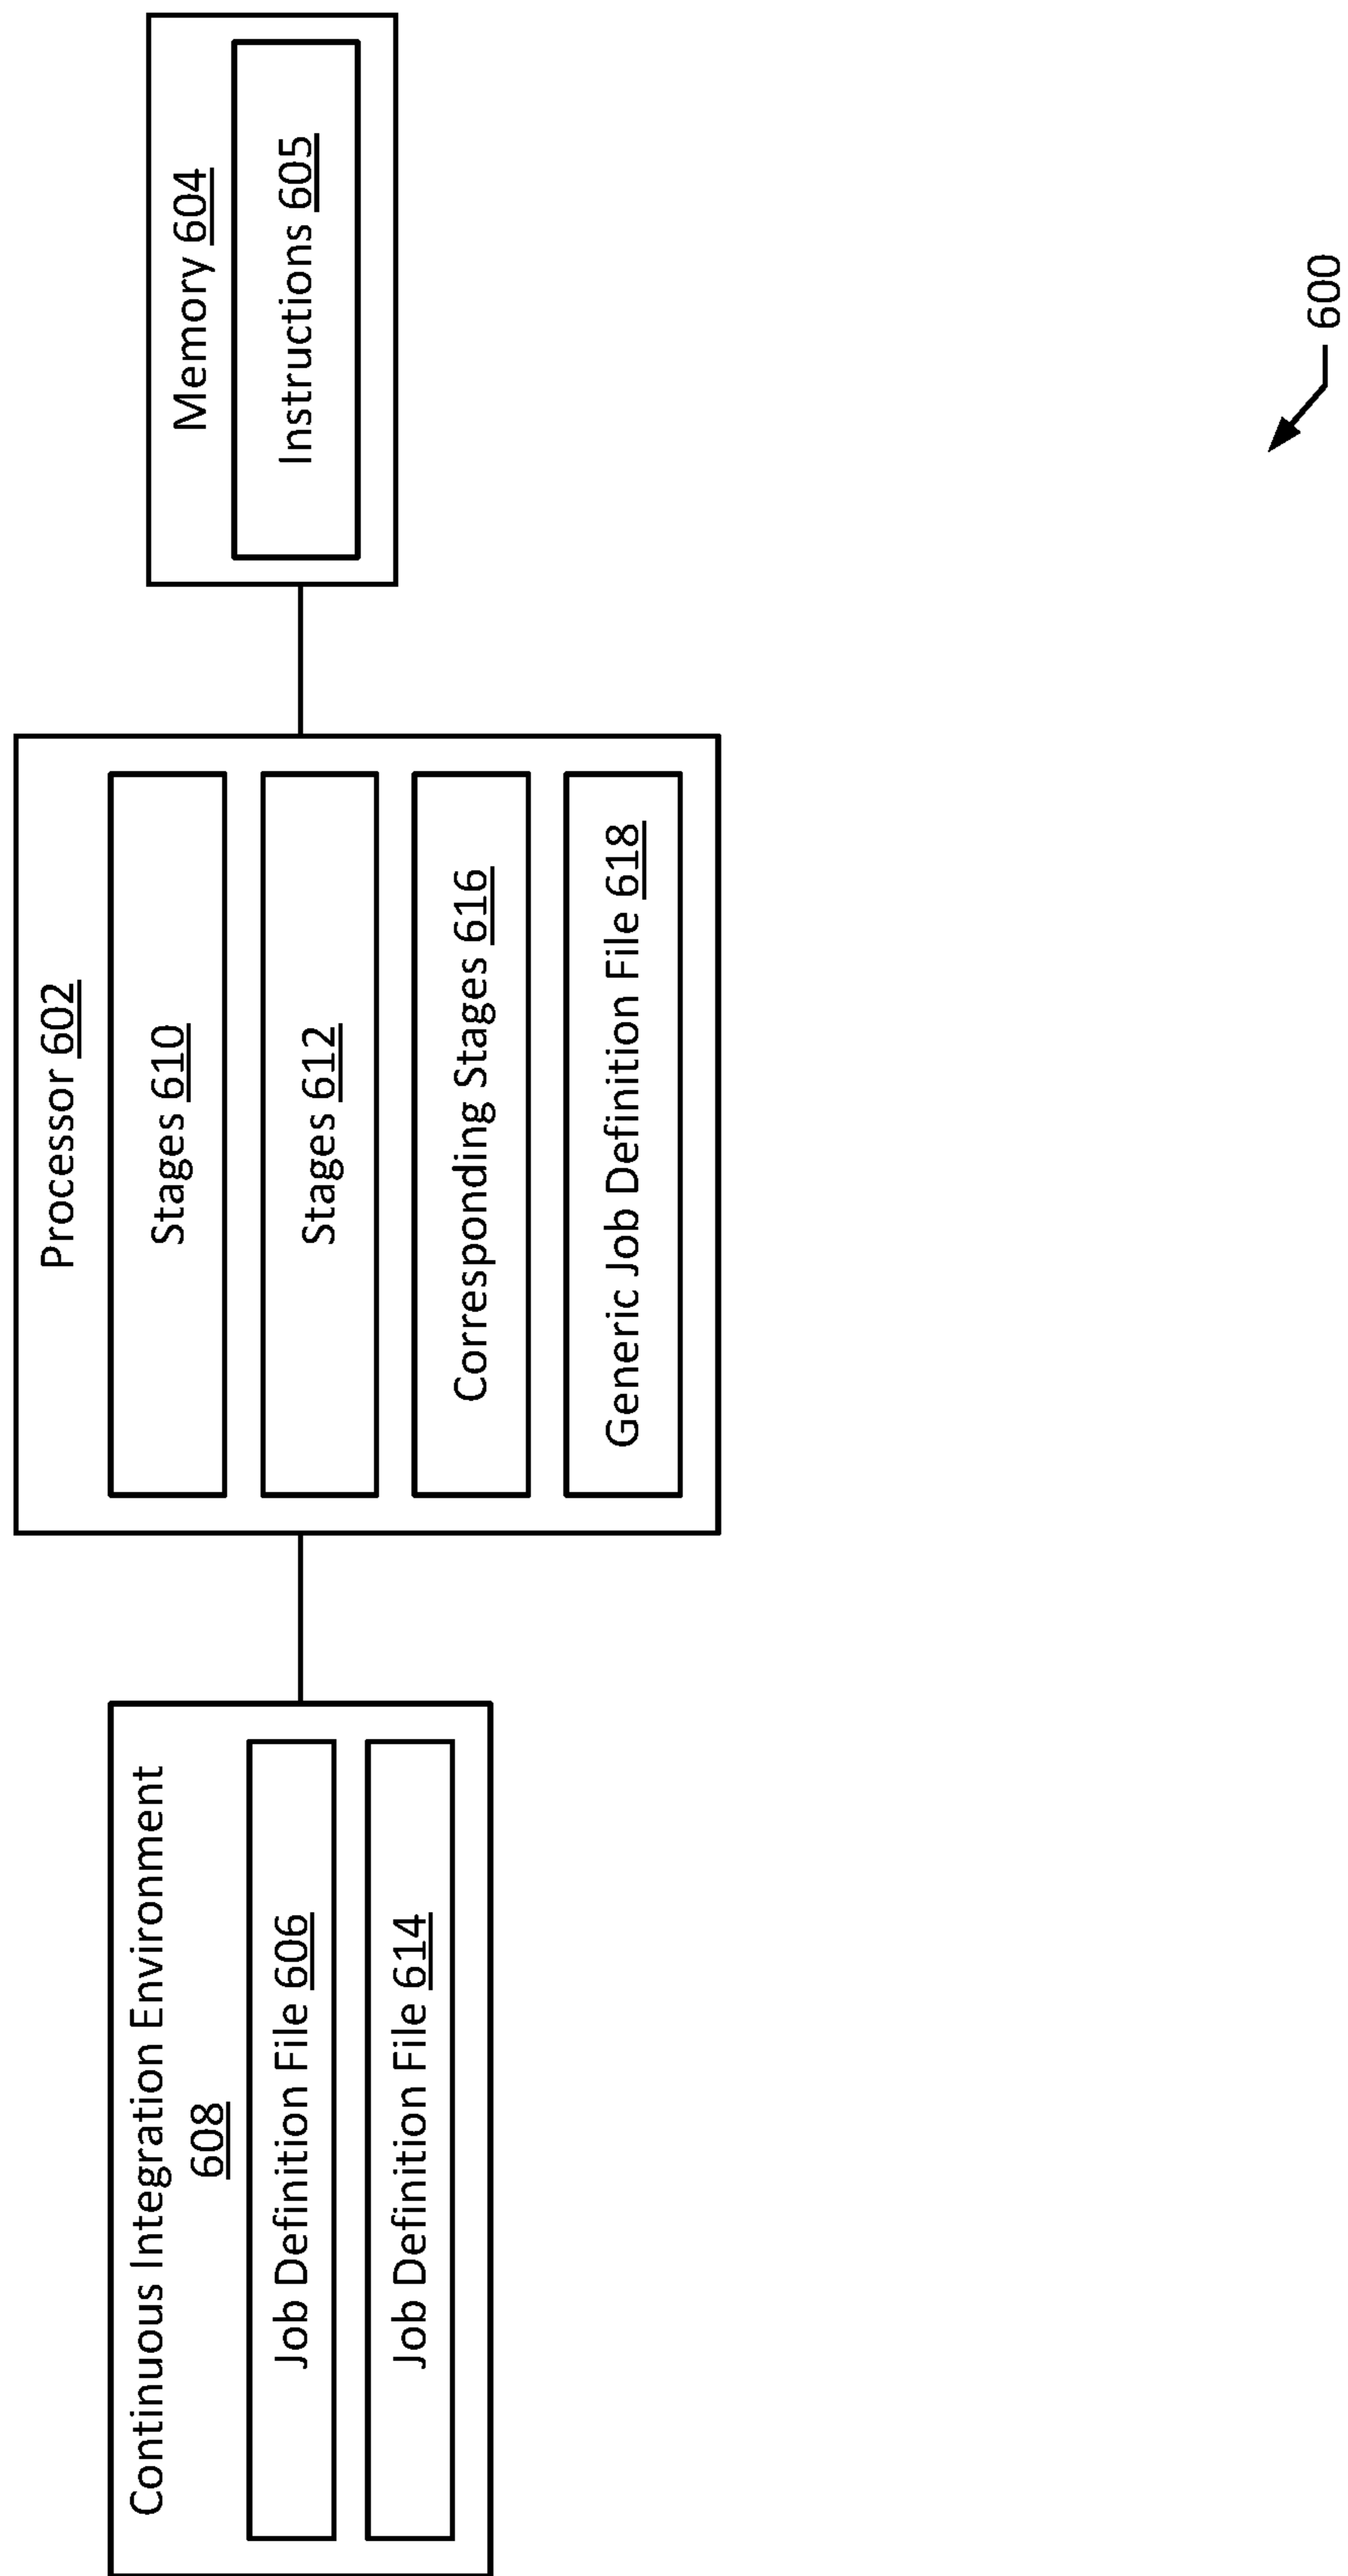 Continuous Integration Environment
608
Job Definition File 606
Job Definition File 614
Processor 602
Stages 610
Stages 612
Corresponding Stages 616
Generic Job Definition File 618
Memory 604
Instructions 605
600